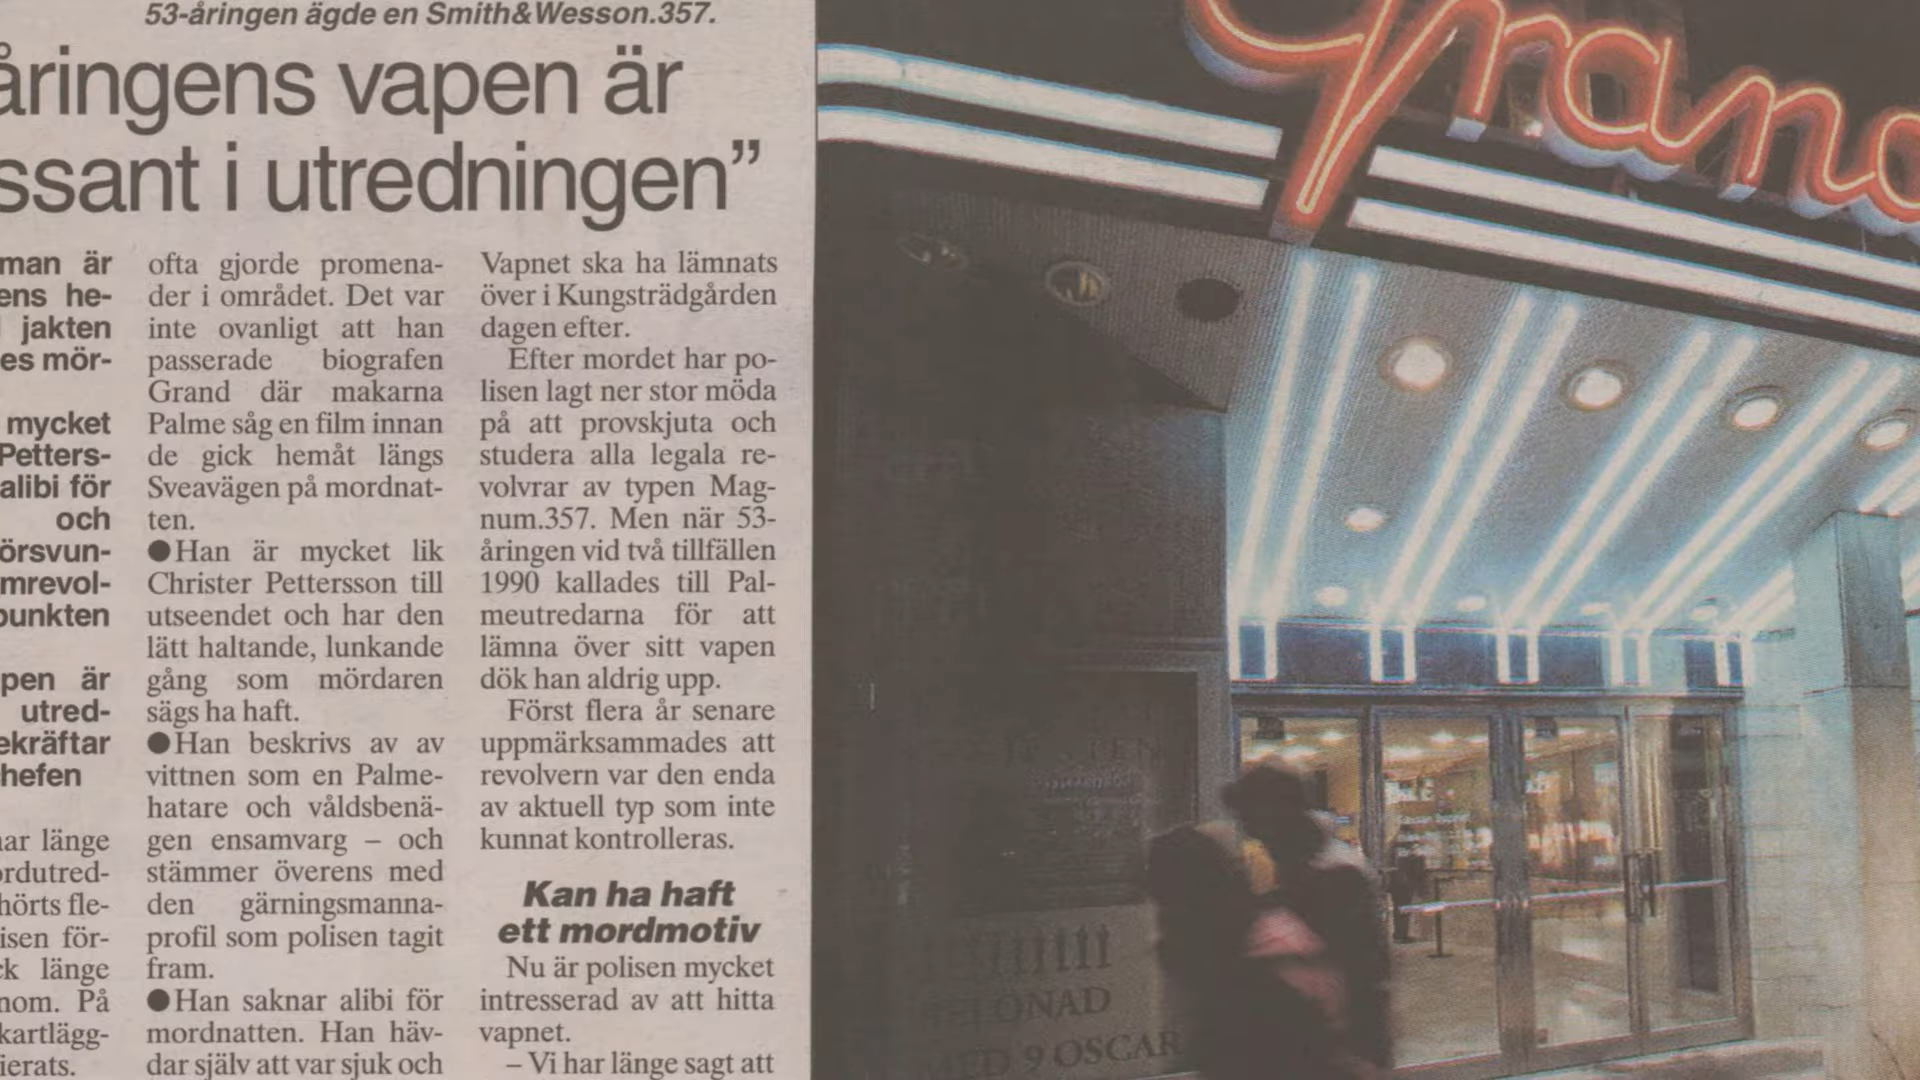 53-åringen ägde en Smith&Wesson.357.
åringens vapen är
ssant i utredningen”
man är
ens he-
jakten
es mör-
mycket
Petters-
alibi för
och
örsvun-
mrevol-
punkten
pen är
utred-
ekräftar
hefen
ar länge
ordutred-
hörts fle-
isen för-
ck länge
nom. På
kartlägg-
ierats.
ofta gjorde promena-
der i området. Det var
inte ovanligt att han
passerade biografen
Grand där makarna
Palme såg en film innan
de gick hemåt längs
Sveavägen på mordnat-
ten.
●Han är mycket lik
Christer Pettersson till
utseendet och har den
lätt haltande, lunkande
gång som mördaren
sägs ha haft.
●Han beskrivs av av
vittnen som en Palme-
hatare och våldsbenä-
gen ensamvarg – och
stämmer överens med
den gärningsmanna-
profil som polisen tagit
fram.
●Han saknar alibi för
mordnatten. Han häv-
dar själv att var sjuk och
Vapnet ska ha lämnats
över i Kungsträdgården
dagen efter.
Efter mordet har po-
lisen lagt ner stor möda
på att provskjuta och
studera alla legala re-
volvrar av typen Mag-
num.357. Men när 53-
åringen vid två tillfällen
1990 kallades till Pal-
meutredarna för att
lämna över sitt vapen
dök han aldrig upp.
Först flera år senare
uppmärksammades att
revolvern var den enda
av aktuell typ som inte
kunnat kontrolleras.
Kan ha haft
ett mordmotiv
Nu är polisen mycket
intresserad av att hitta
vapnet.
– Vi har länge sagt att
Grand
BELÖNAD
MED 9 OSCAR